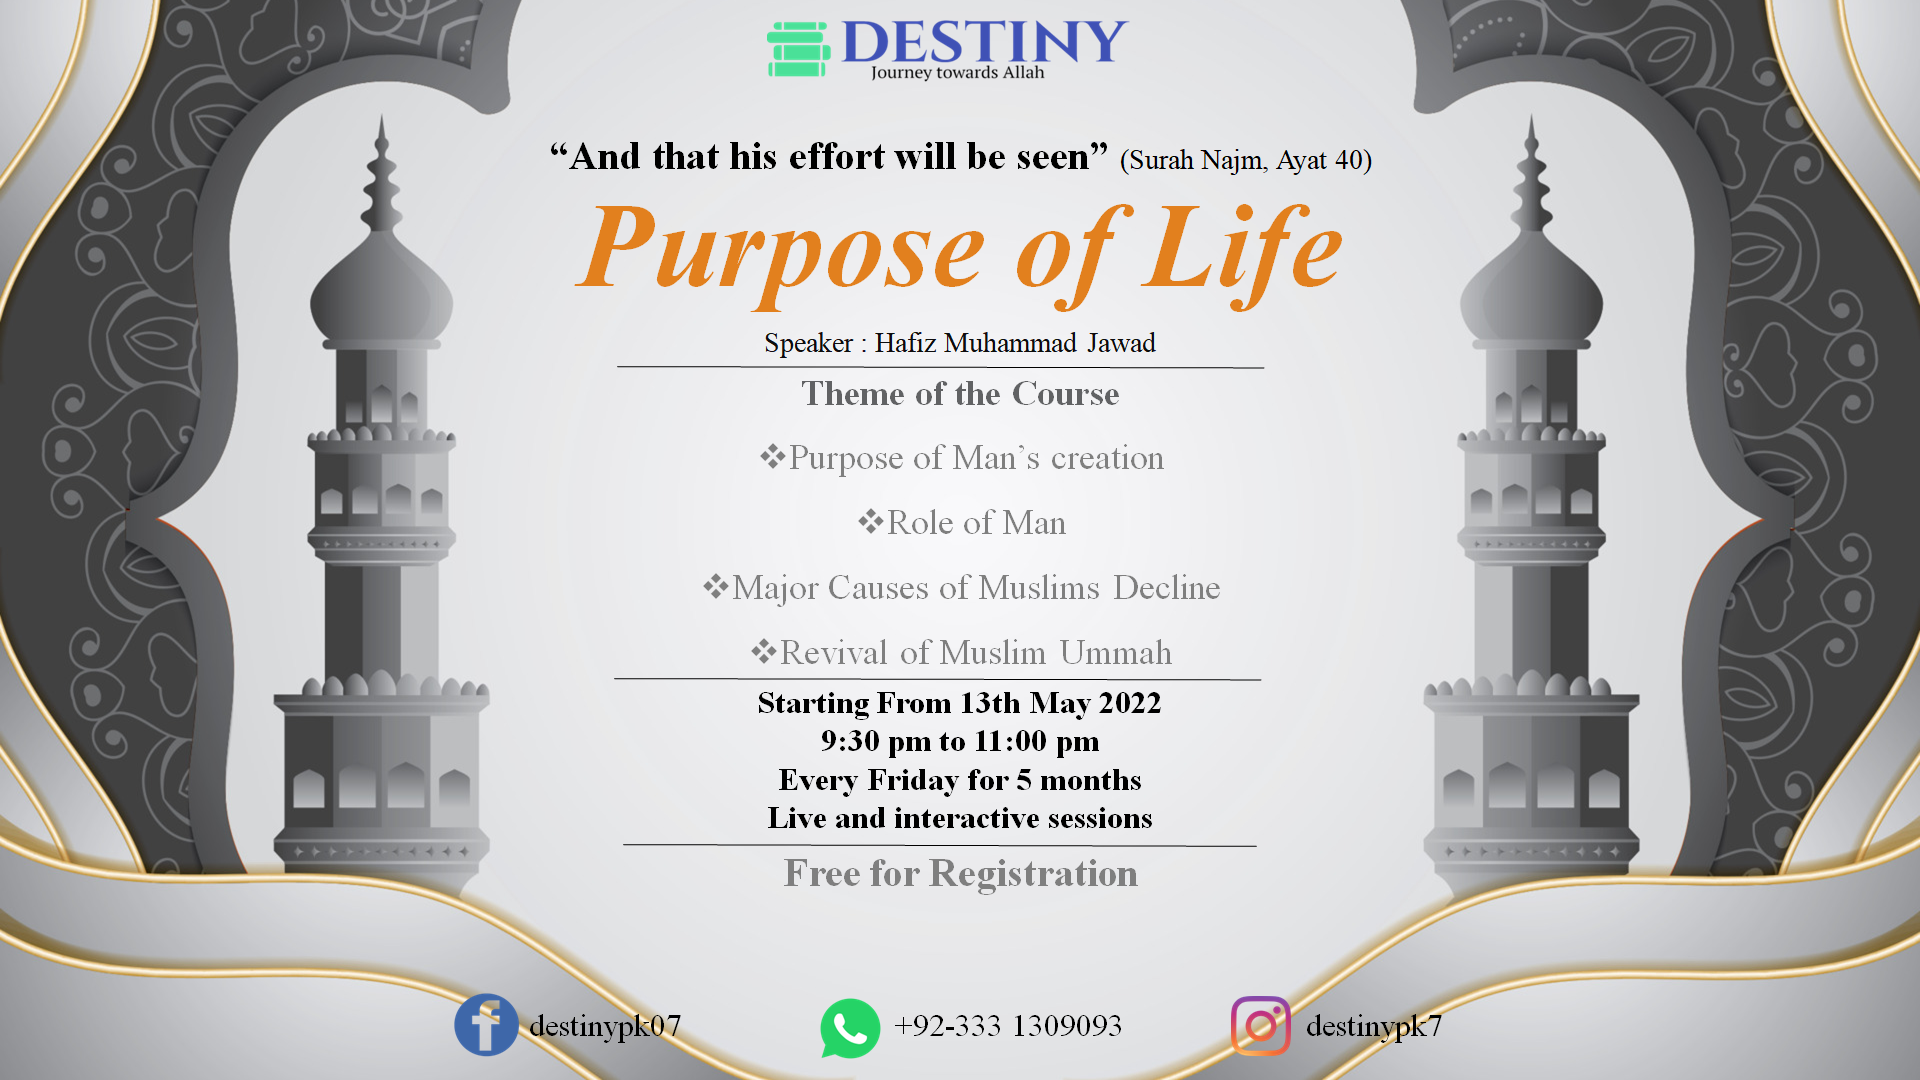 DESTINY
Journey towards Allah
“And that his effort will be seen” (Surah Najm, Ayat 40)
Purpose of Life
Speaker : Hafiz Muhammad Jawad
Theme of the Course
❖Purpose of Man’s creation
❖Role of Man
❖Major Causes of Muslims Decline
❖Revival of Muslim Ummah
Starting From 13th May 2022
9:30 pm to 11:00 pm
Every Friday for 5 months
Live and interactive sessions
Free for Registration
destinypk07
+92-333 1309093
destinypk7